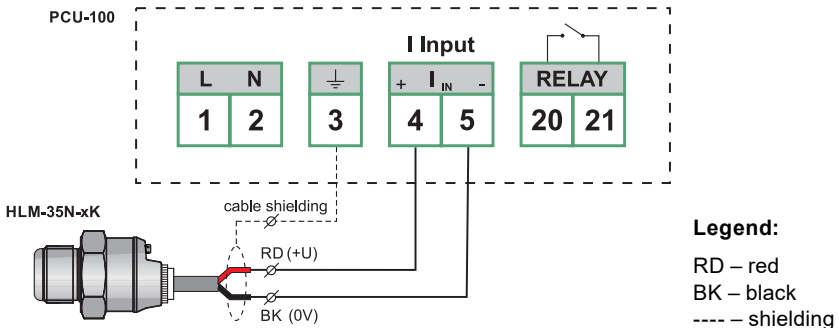 PCU-100
I Input
L N
⏚
+ I IN -
RELAY
1 2
3
4 5
20 21
HLM-35N-xK
cable shielding
RD (+U)
BK (0V)
Legend:
RD – red
BK – black
---- – shielding